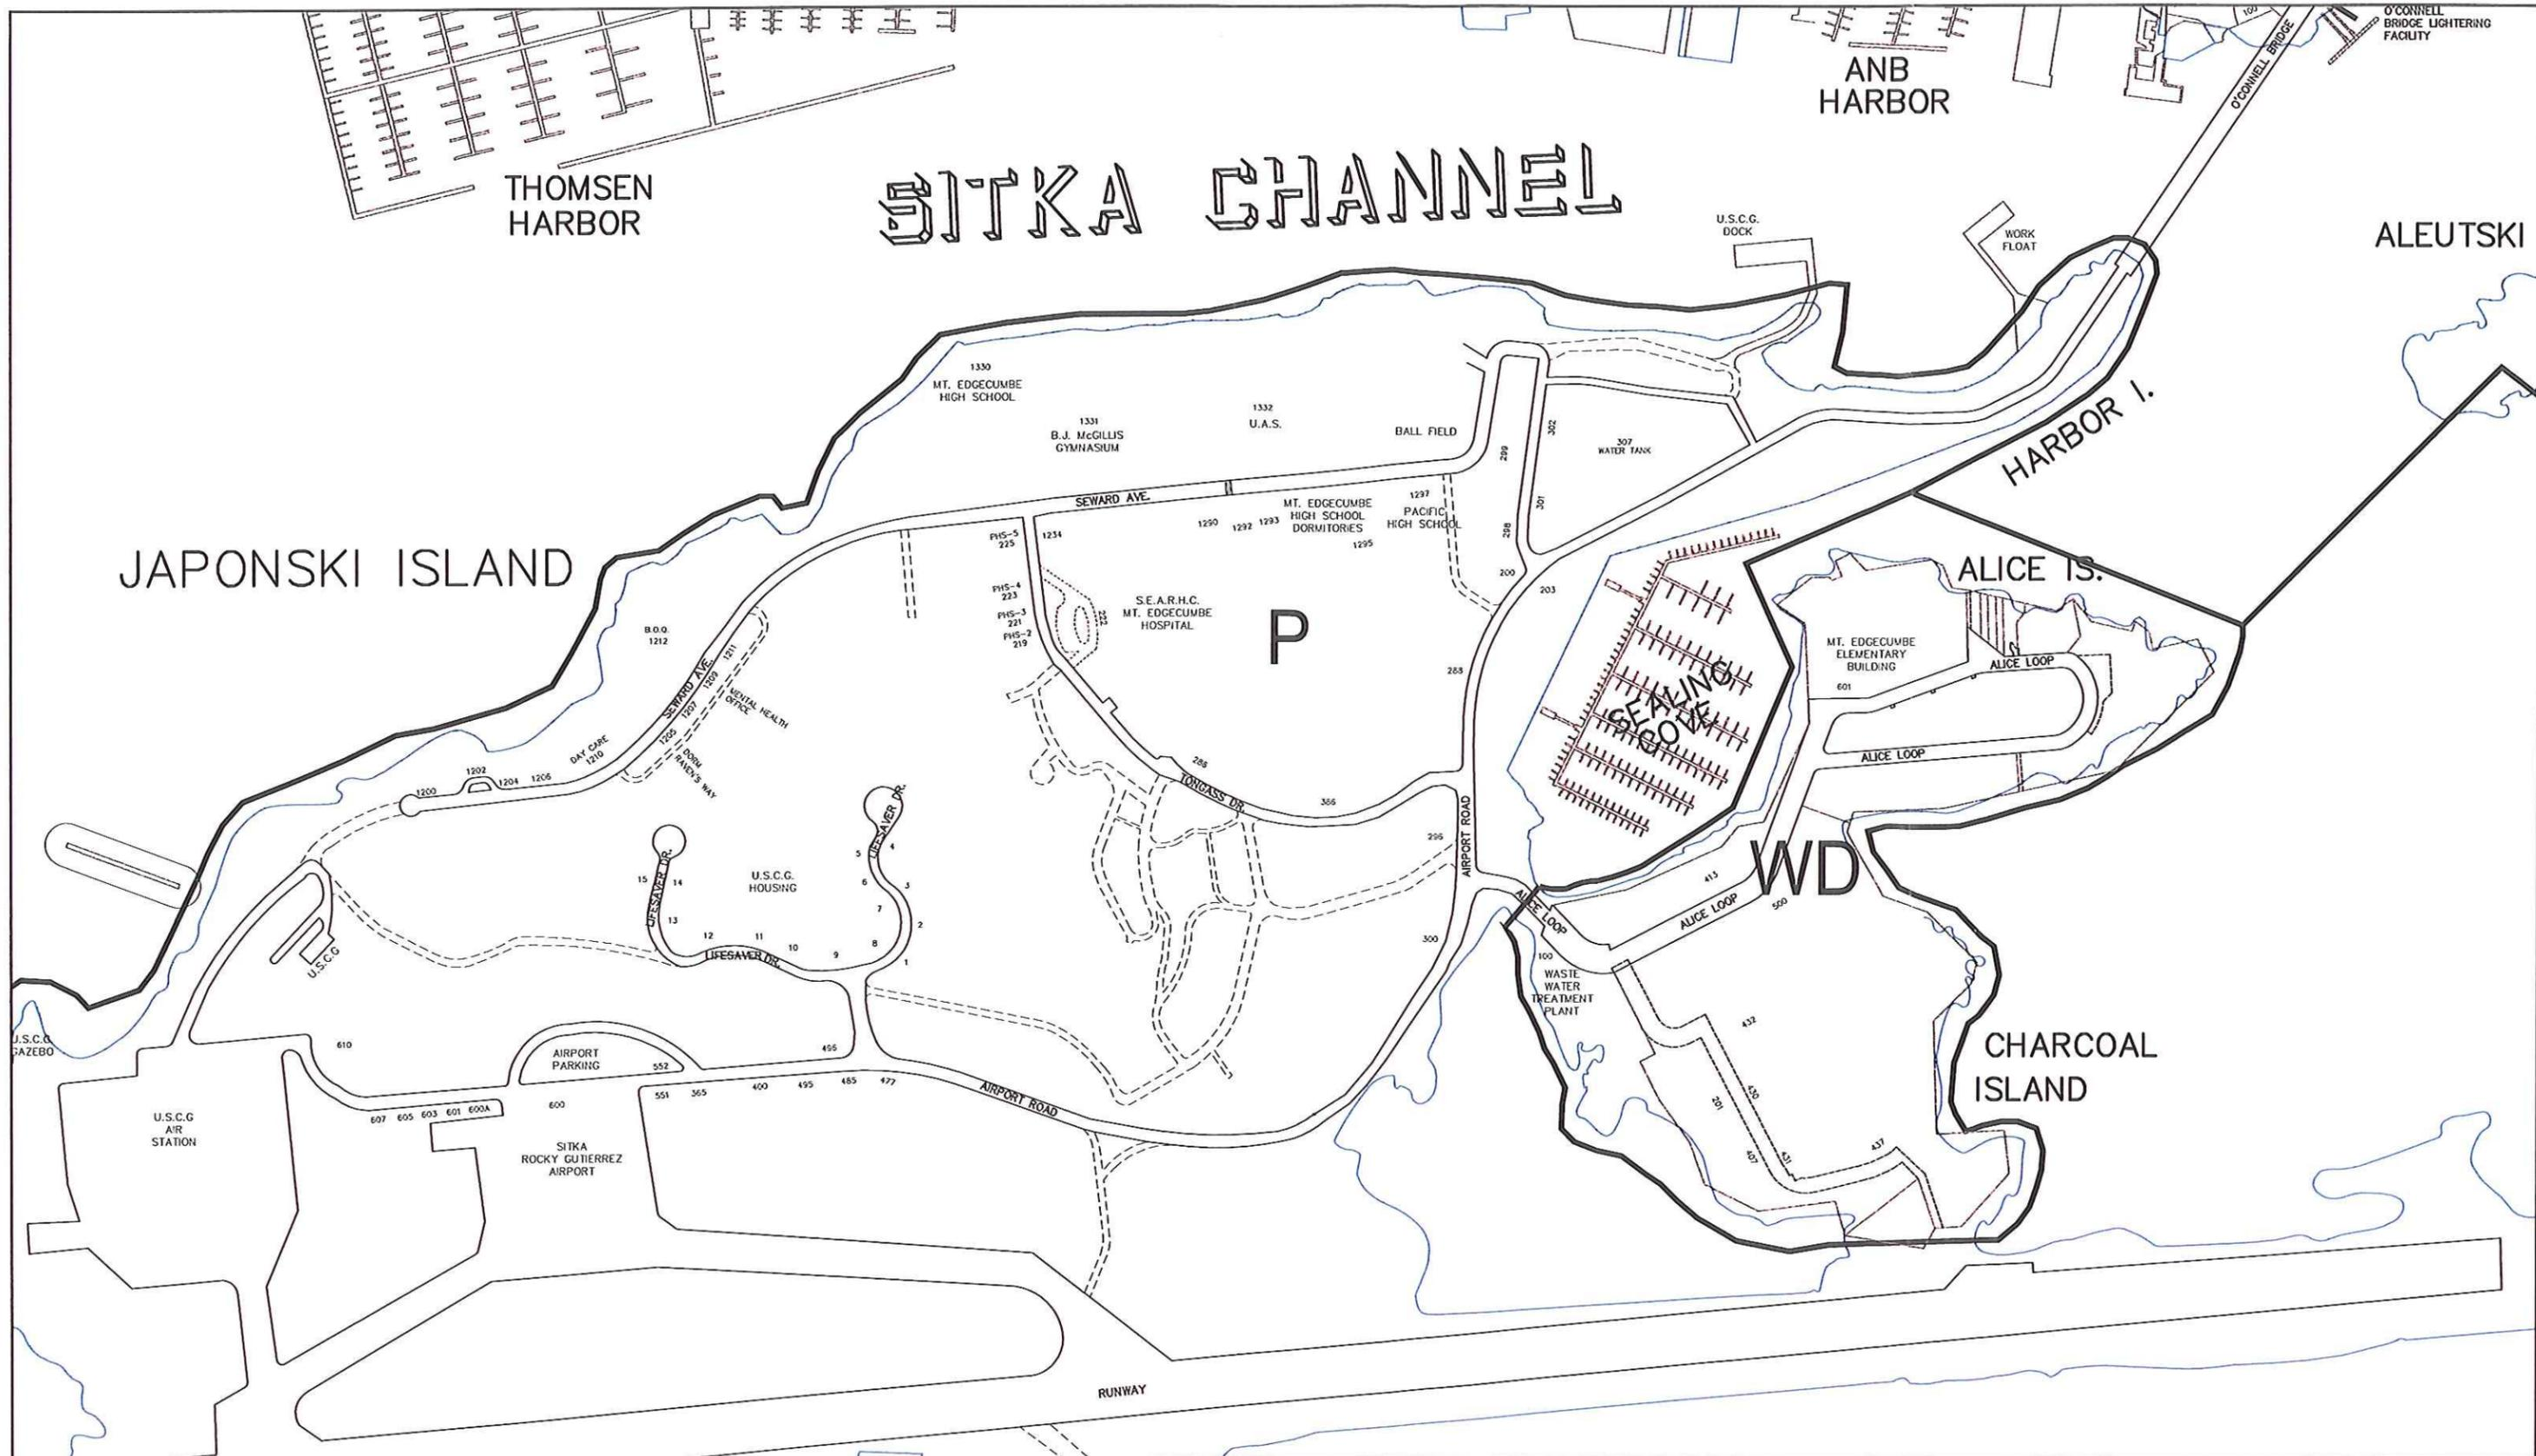 O'CONNELL
BRIDGE LIGHTERING
FACILITY
100
O'CONNELL BRIDGE
ANB
HARBOR
THOMSEN
HARBOR
SITKA CHANNEL
U.S.C.G.
DOCK
WORK
FLOAT
ALEUTSKI
1330
MT. EDGECUMBE
HIGH SCHOOL
1331
B.J. McGILLIS
GYMNASIUM
1332
U.A.S.
BALL FIELD
299
302
307
WATER TANK
HARBOR I.
SEWARD AVE.
MT. EDGECUMBE
HIGH SCHOOL
DORMITORIES
1297
PACIFIC
HIGH SCHOOL
301
298
1290
1292
1293
1295
PHS-5
225
1234
JAPONSKI ISLAND
200
203
ALICE IS.
PHS-4
223
PHS-3
221
PHS-2
219
222
S.E.A.R.H.C.
MT. EDGECUMBE
HOSPITAL
P
B.O.Q.
1212
1211
1209
1207
1205
SEWARD AVE.
MENTAL HEALTH
OFFICE
DORM
RAVEN'S WAY
288
SEALING
COVE
MT. EDGECUMBE
ELEMENTARY
BUILDING
601
ALICE LOOP
ALICE LOOP
DAY CARE
1210
1200
1202
1204
1206
286
TONGASS DR.
386
296
AIRPORT ROAD
LIFESAVER DR.
LIFESAVER DR.
5
4
15
14
U.S.C.G.
HOUSING
6
3
13
7
2
12
11
10
9
8
1
LIFESAVER DR.
WD
413
500
ALICE LOOP
ALICE LOOP
300
100
WASTE
WATER
TREATMENT
PLANT
U.S.C.G
432
CHARCOAL
ISLAND
U.S.C.G
GAZEBO
610
AIRPORT
PARKING
552
496
607
605
603
601
600A
600
551
365
400
495
485
477
AIRPORT ROAD
201
430
407
431
437
U.S.C.G
AIR
STATION
SITKA
ROCKY GUTIERREZ
AIRPORT
RUNWAY